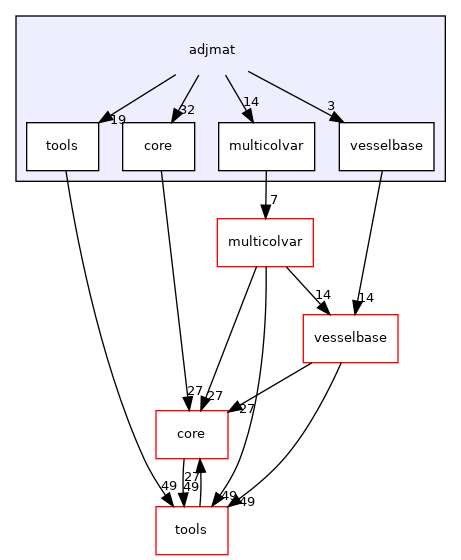 adjmat
19
32
14
3
tools
core
multicolvar
vesselbase
7
multicolvar
14
14
vesselbase
27
27
27
core
49
27
49
49
49
tools